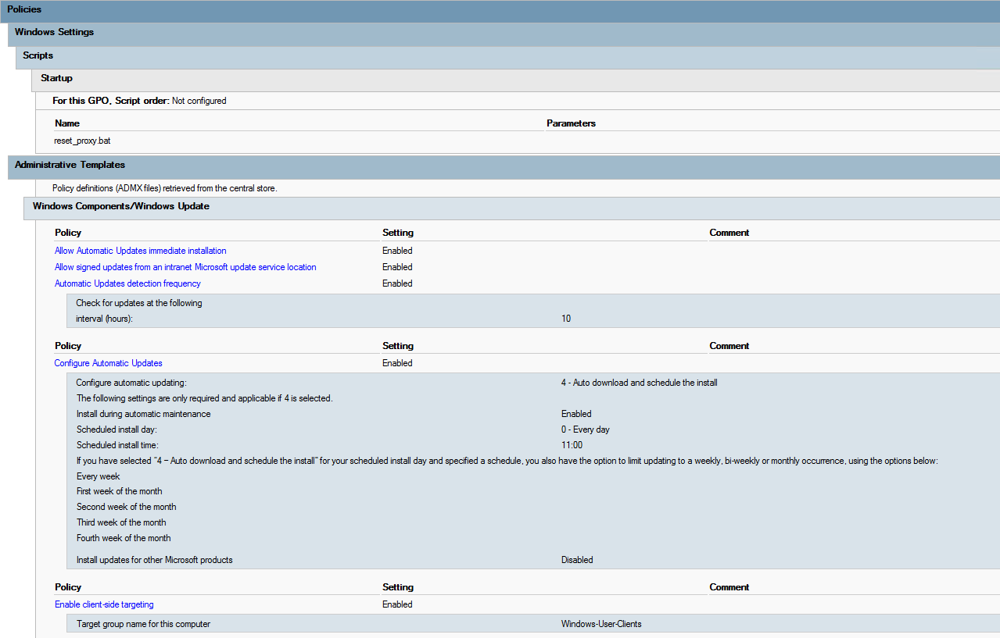 Policies
Windows Settings
Scripts
Startup
For this GPO, Script order: Not configured
Name Parameters
reset_proxy.bat
Administrative Templates
Policy definitions (ADMX files) retrieved from the central store.
Windows Components/Windows Update
Policy Setting Comment
Allow Automatic Updates immediate installation Enabled
Allow signed updates from an intranet Microsoft update service location Enabled
Automatic Updates detection frequency Enabled
Check for updates at the following
interval (hours): 10
Policy Setting Comment
Configure Automatic Updates Enabled
Configure automatic updating: 4 - Auto download and schedule the install
The following settings are only required and applicable if 4 is selected.
Install during automatic maintenance Enabled
Scheduled install day: 0 - Every day
Scheduled install time: 11:00
If you have selected "4 – Auto download and schedule the install" for your scheduled install day and specified a schedule, you also have the option to limit updating to a weekly, bi-weekly or monthly occurrence, using the options below:
Every week
First week of the month
Second week of the month
Third week of the month
Fourth week of the month
Install updates for other Microsoft products Disabled
Policy Setting Comment
Enable client-side targeting Enabled
Target group name for this computer Windows-User-Clients